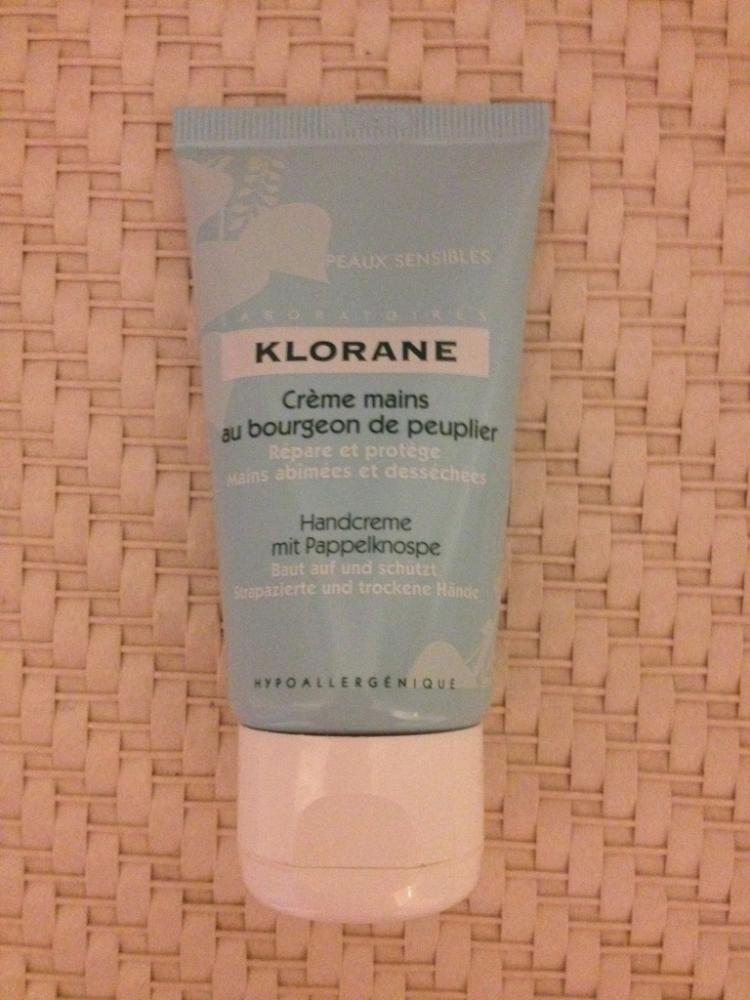 PEAUX SENSIBLES
LABORATOIRES
KLORANE
Crème mains
au bourgeon de peuplier
Répare et protège
Mains abimées et desséchées
Handcreme
mit Pappelknospe
Baut auf und schützt
Strapazierte und trockene Hände
HYPOALLERGÉNIQUE